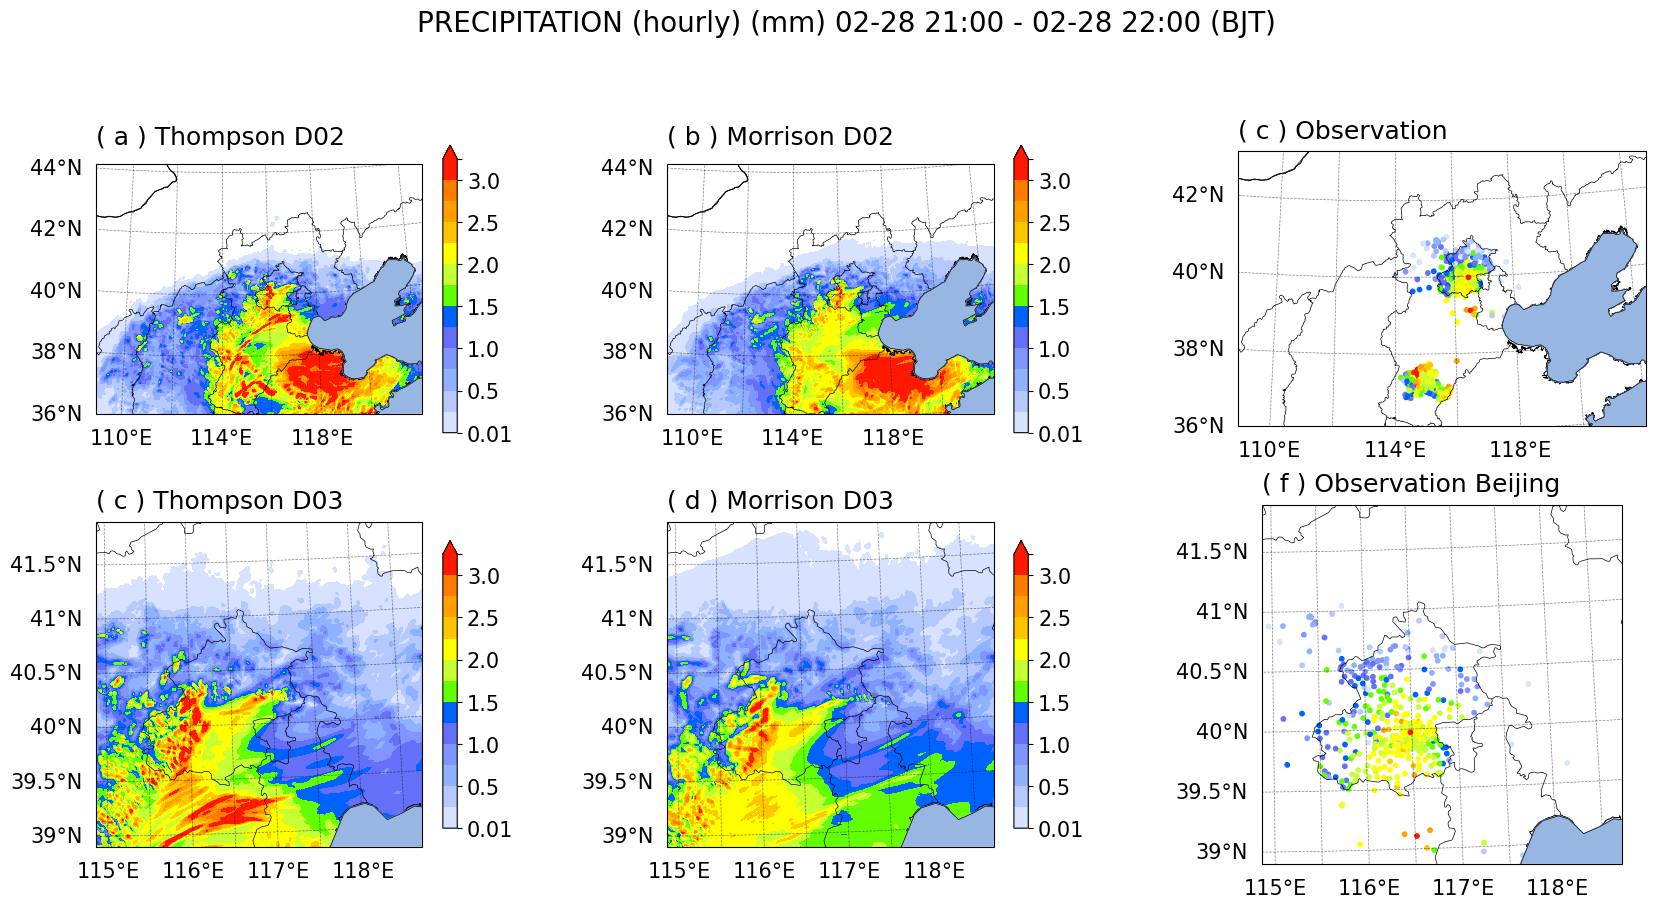 PRECIPITATION (hourly) (mm) 02-28 21:00 - 02-28 22:00 (BJT)
( a ) Thompson D02
44°N
42°N
40°N
38°N
36°N
110°E 114°E 118°E
3.0
2.5
2.0
1.5
1.0
0.5
0.01
( b ) Morrison D02
44°N
42°N
40°N
38°N
36°N
110°E 114°E 118°E
3.0
2.5
2.0
1.5
1.0
0.5
0.01
( c ) Observation
42°N
40°N
38°N
36°N
110°E 114°E 118°E
( c ) Thompson D03
41.5°N
41°N
40.5°N
40°N
39.5°N
39°N
115°E 116°E 117°E 118°E
3.0
2.5
2.0
1.5
1.0
0.5
0.01
( d ) Morrison D03
41.5°N
41°N
40.5°N
40°N
39.5°N
39°N
115°E 116°E 117°E 118°E
3.0
2.5
2.0
1.5
1.0
0.5
0.01
( f ) Observation Beijing
41.5°N
41°N
40.5°N
40°N
39.5°N
39°N
115°E 116°E 117°E 118°E